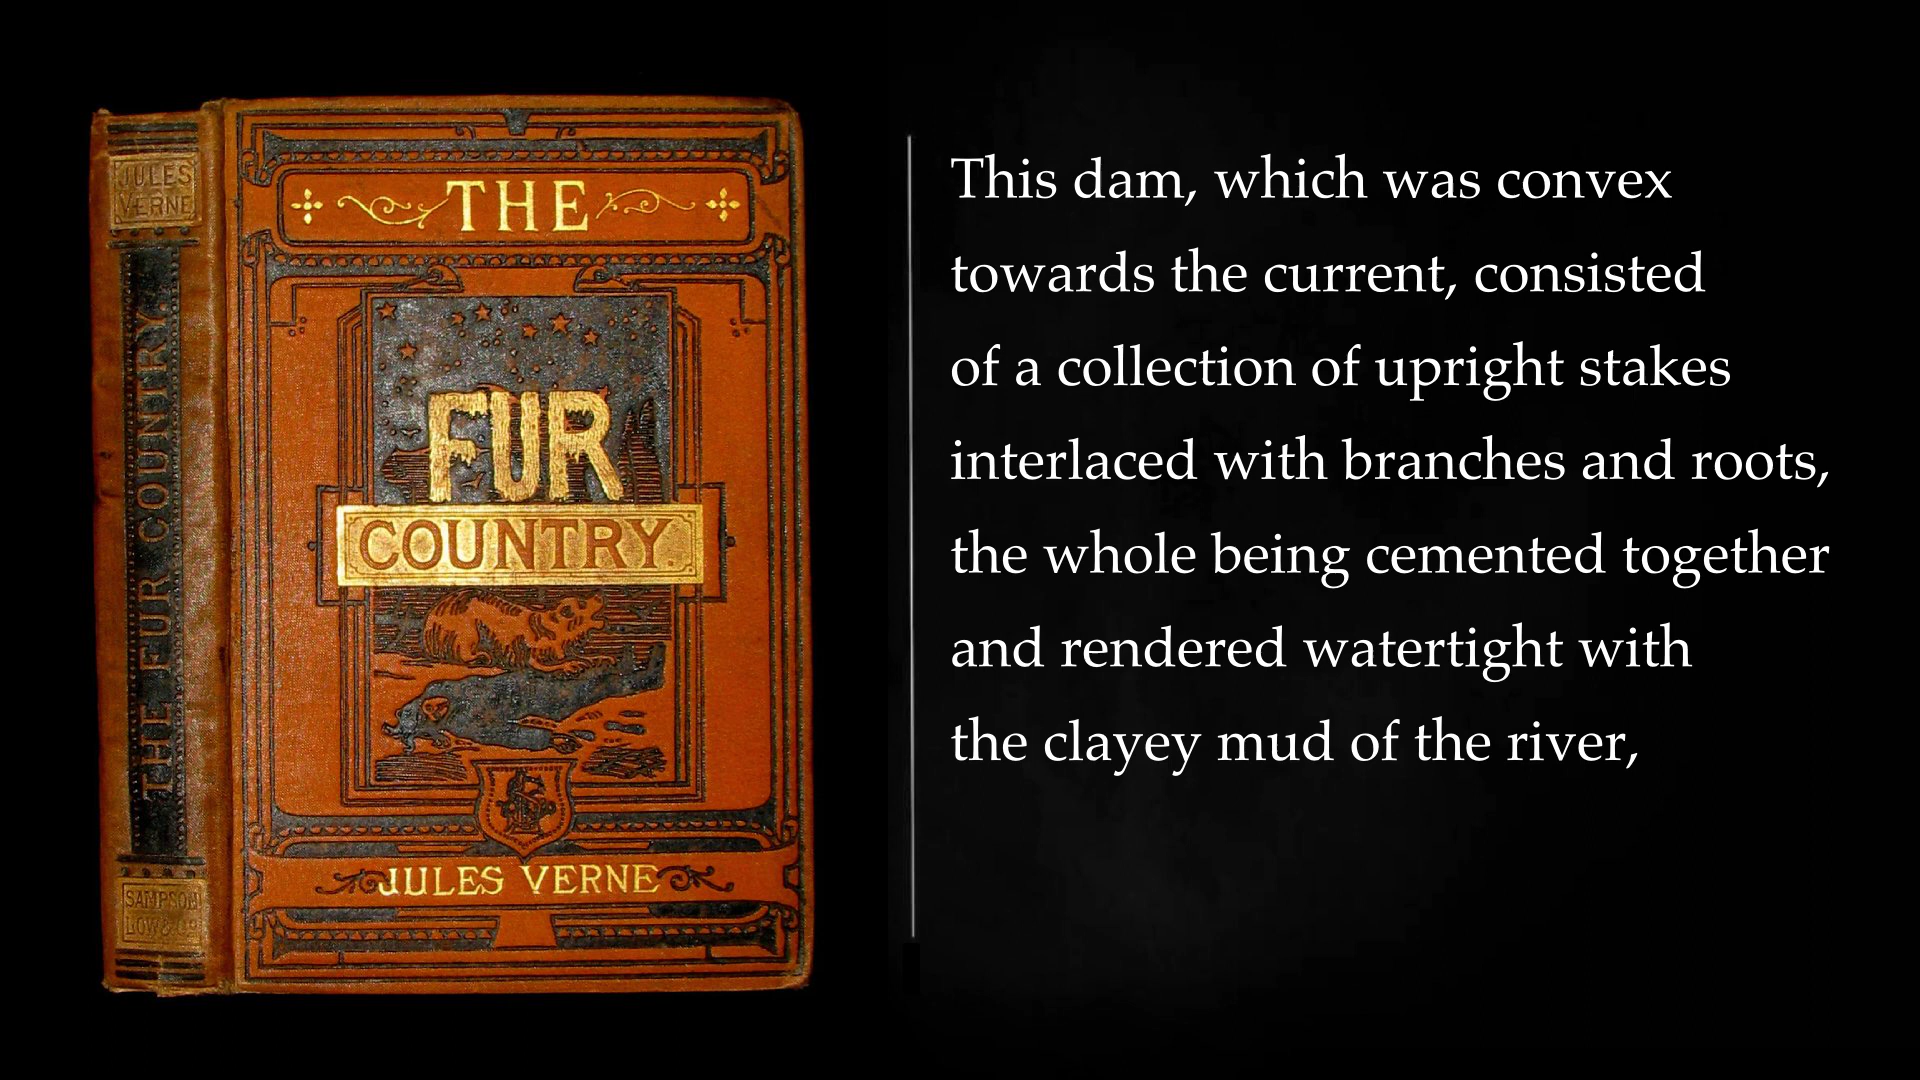 JULES
VERNE
THE FUR COUNTRY.
SAMPSON
LOW & Co
THE
FUR
COUNTRY.
JULES VERNE
This dam, which was convex
towards the current, consisted
of a collection of upright stakes
interlaced with branches and roots,
the whole being cemented together
and rendered watertight with
the clayey mud of the river,